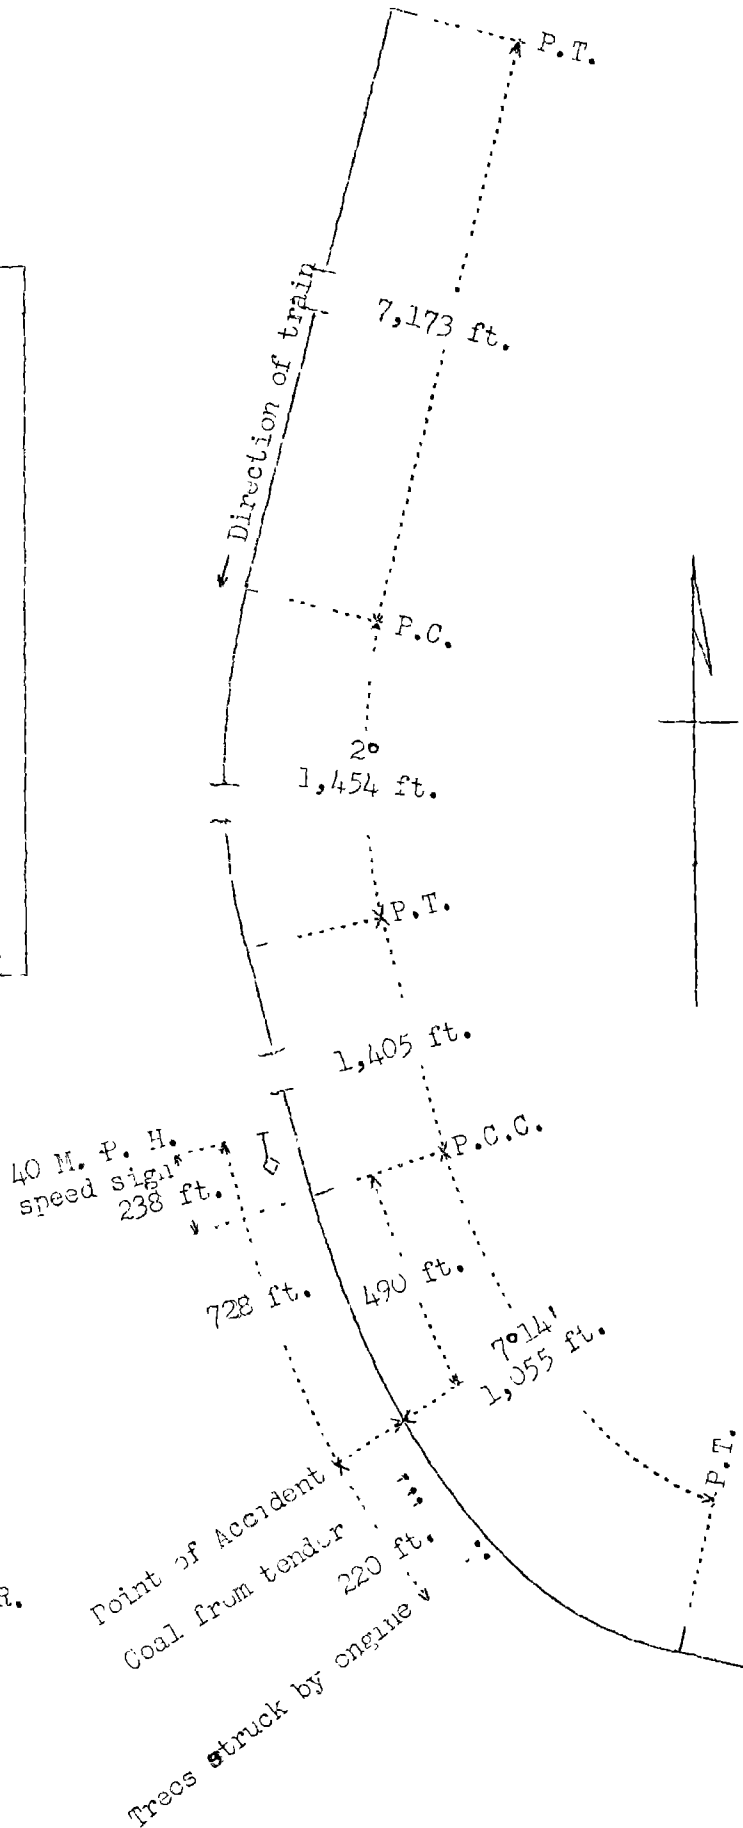 P.T.
7,173 ft.
Direction of train
P.C.
2°
1,454 ft.
P.T.
1,405 ft.
40 M. P. H.
speed sign
238 ft.
P.C.C.
728 ft.
490 ft.
7°14'
1,055 ft.
P.T.
Point of Accident
Coal from tender
220 ft.
Trees struck by engine
R.